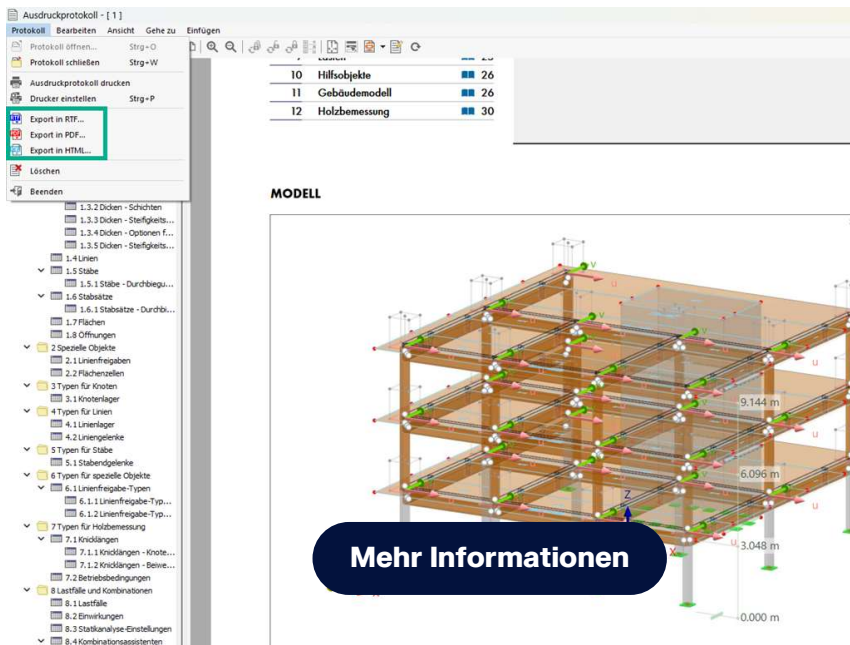 Ausdruckprotokoll - [ 1 ]
Protokoll Bearbeiten Ansicht Gehe zu Einfügen
Protokoll öffnen... Strg+O
Protokoll schließen Strg+W
Ausdruckprotokoll drucken
Drucker einstellen Strg+P
Export in RTF...
Export in PDF...
Export in HTML...
Löschen
Beenden
1.3.2 Dicken - Schichten
1.3.3 Dicken - Steifigkeits...
1.3.4 Dicken - Optionen f...
1.3.5 Dicken - Steifigkeits...
1.4 Linien
1.5 Stäbe
1.5.1 Stäbe - Durchbiegu...
1.6 Stabsätze
1.6.1 Stabsätze - Durchbi...
1.7 Flächen
1.8 Öffnungen
2 Spezielle Objekte
2.1 Linienfreigaben
2.2 Flächenzellen
3 Typen für Knoten
3.1 Knotenlager
4 Typen für Linien
4.1 Linienlager
4.2 Liniengelenke
5 Typen für Stäbe
5.1 Stabendgelenke
6 Typen für spezielle Objekte
6.1 Linienfreigabe-Typen
6.1.1 Linienfreigabe-Typ...
6.1.2 Linienfreigabe-Typ...
7 Typen für Holzbemessung
7.1 Knicklängen
7.1.1 Knicklängen - Knote...
7.1.2 Knicklängen - Beiwe...
7.2 Betriebsbedingungen
8 Lastfälle und Kombinationen
8.1 Lastfälle
8.2 Einwirkungen
8.3 Statikanalyse-Einstellungen
8.4 Kombinationsassistenten
10 Hilfsobjekte 26
11 Gebäudemodell 26
12 Holzbemessung 30
MODELL
9.144 m
6.096 m
Z
3.048 m
X
0.000 m
Mehr Informationen